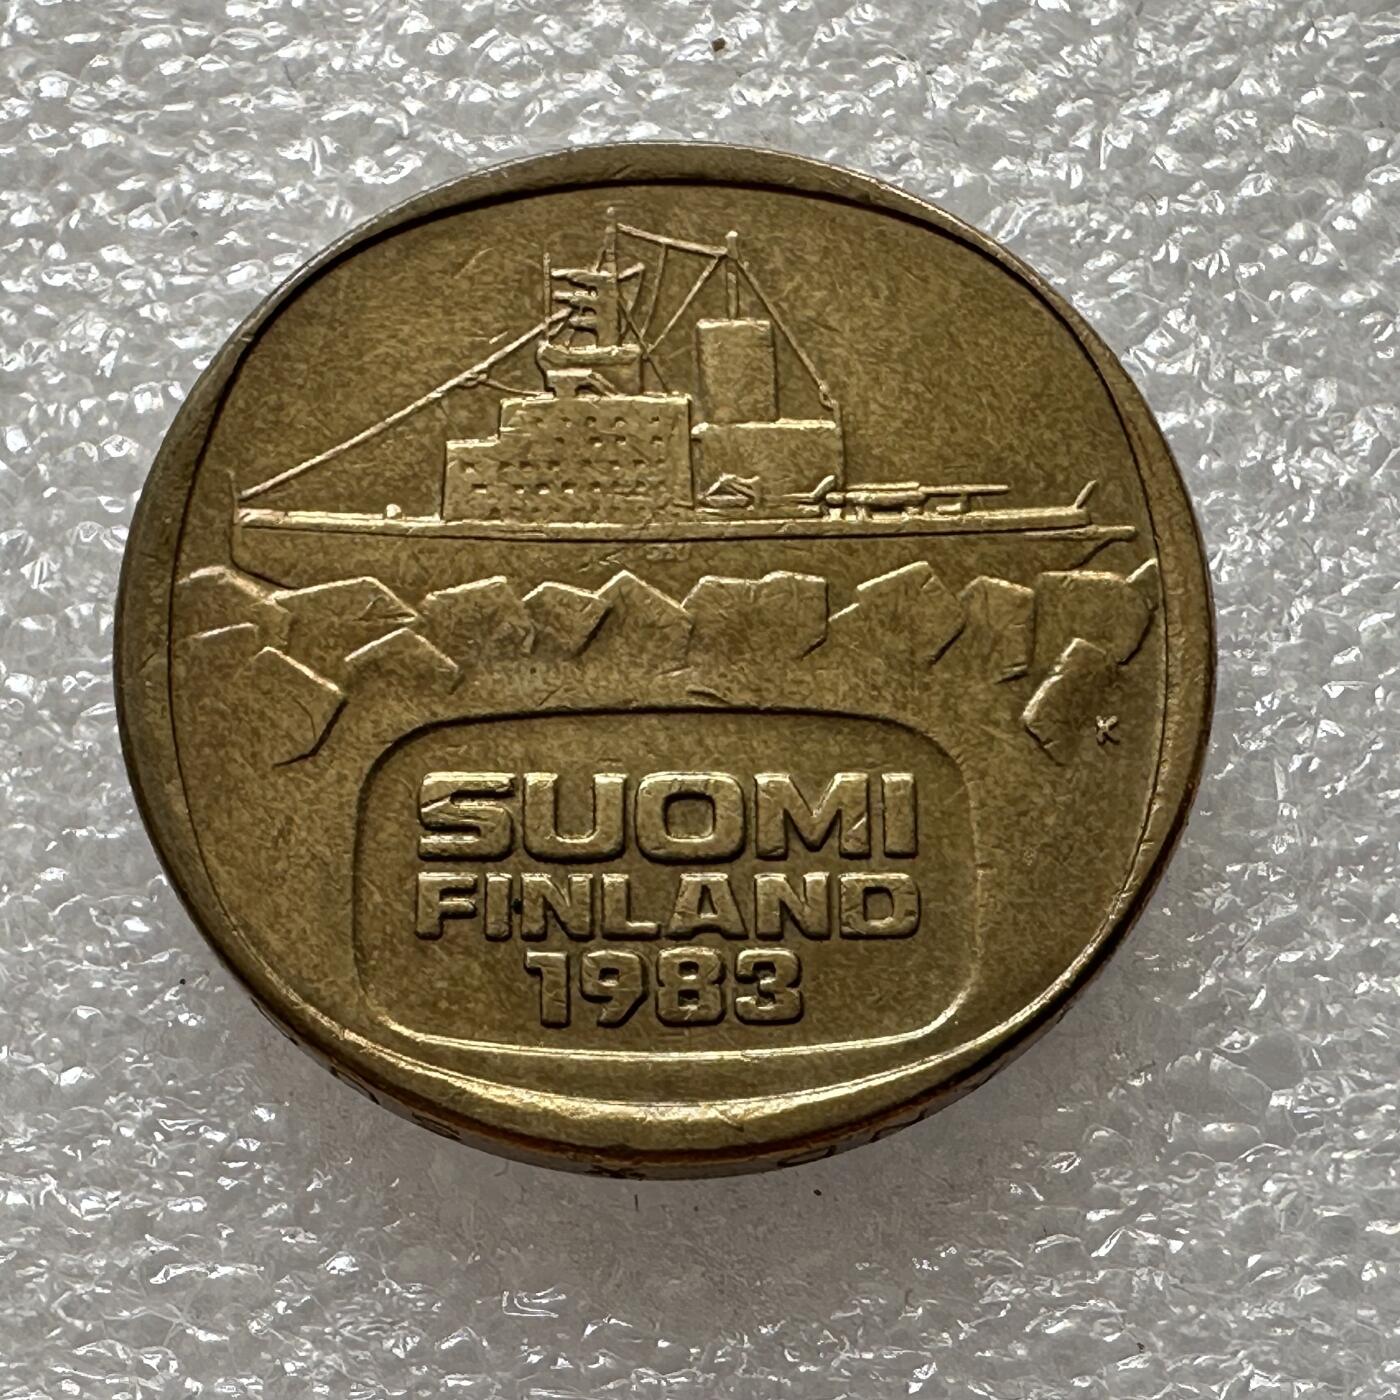 K
SUOMI
FINLAND
1983